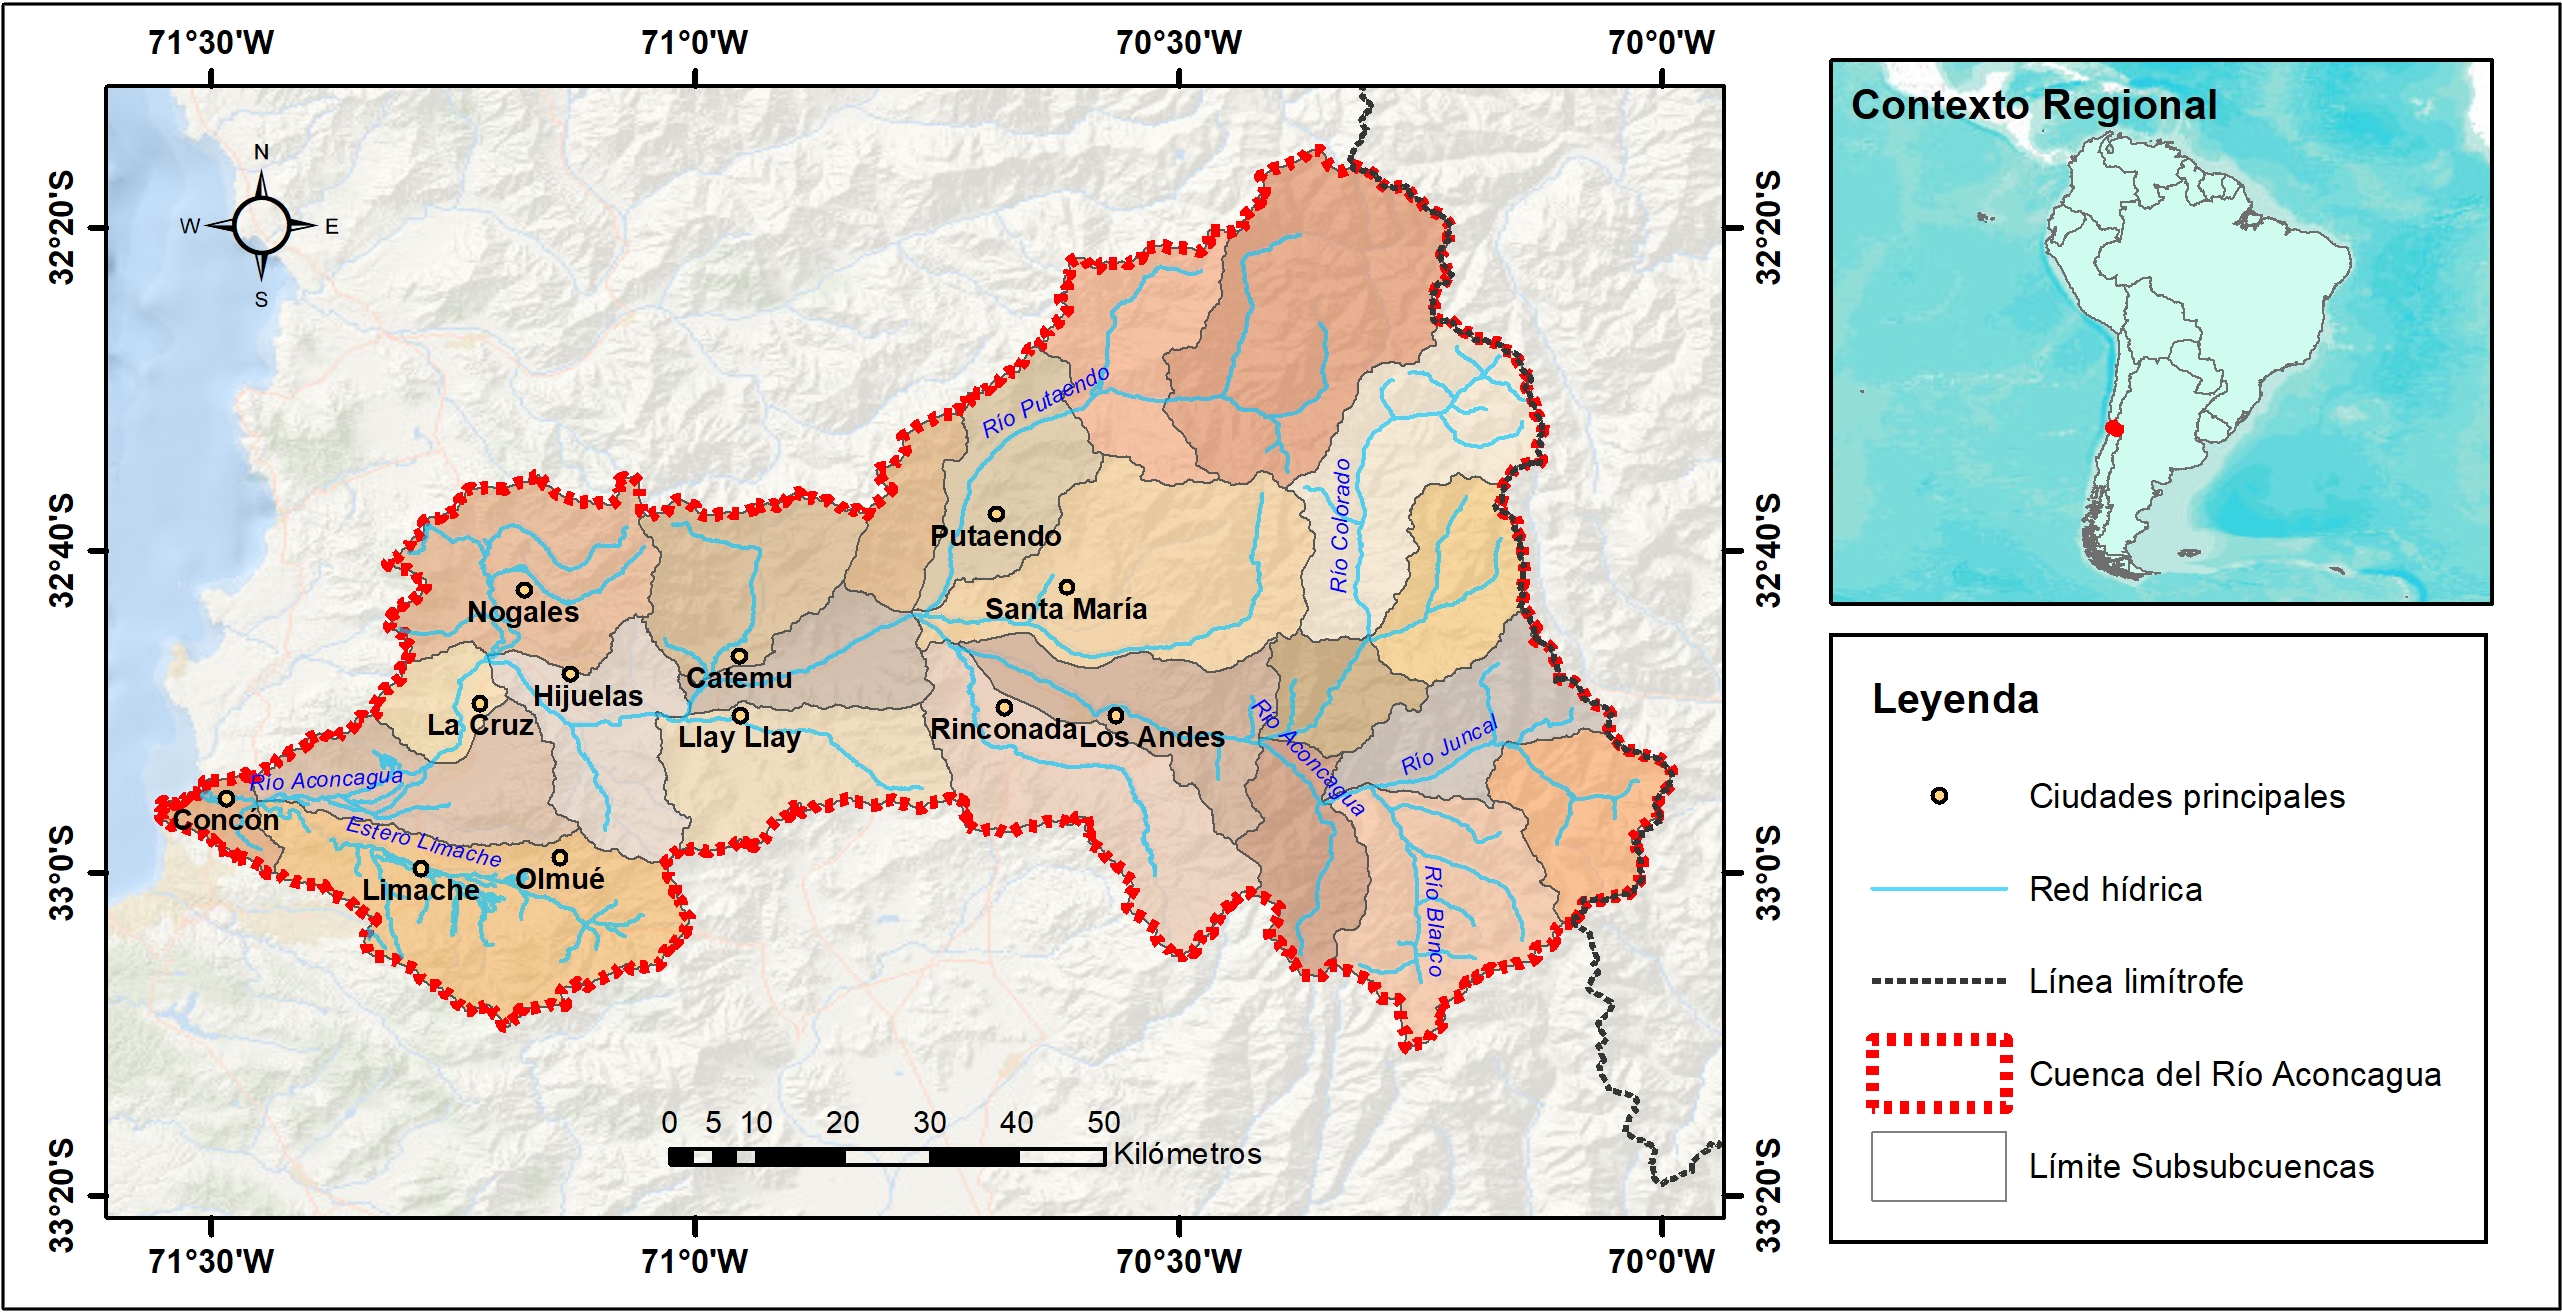 71°30'W 71°0'W 70°30'W 70°0'W
32°20'S
32°40'S
33°0'S
33°20'S
N
W E
S
Río Putaendo
Río Colorado
Putaendo
Santa María
Nogales
Hijuelas
Catemu
La Cruz
Llay Llay
Rinconada
Los Andes
Río Aconcagua
Río Juncal
Río Aconcagua
Concón
Estero Limache
Limache
Olmué
Río Blanco
0 5 10 20 30 40 50
Kilómetros
32°20'S
32°40'S
33°0'S
33°20'S
71°30'W 71°0'W 70°30'W 70°0'W
Contexto Regional
Leyenda
Ciudades principales
Red hídrica
Línea limítrofe
Cuenca del Río Aconcagua
Límite Subsubcuencas